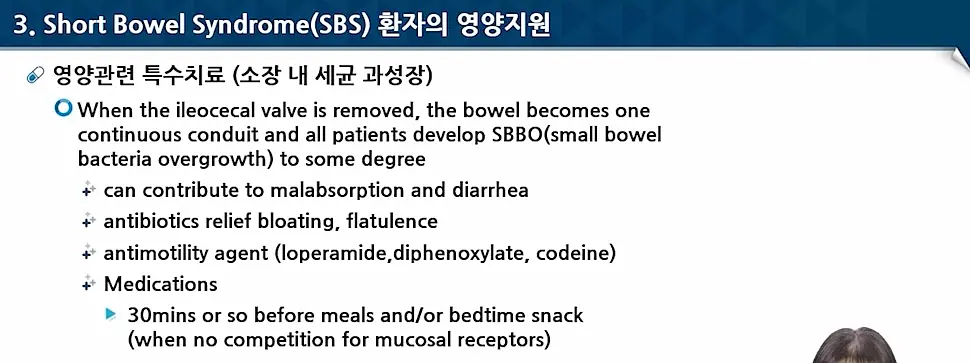 3. Short Bowel Syndrome(SBS) 환자의 영양지원
영양관련 특수치료 (소장 내 세균 과성장)
When the ileocecal valve is removed, the bowel becomes one
continuous conduit and all patients develop SBBO(small bowel
bacteria overgrowth) to some degree
can contribute to malabsorption and diarrhea
antibiotics relief bloating, flatulence
antimotility agent (loperamide,diphenoxylate, codeine)
Medications
30mins or so before meals and/or bedtime snack
(when no competition for mucosal receptors)